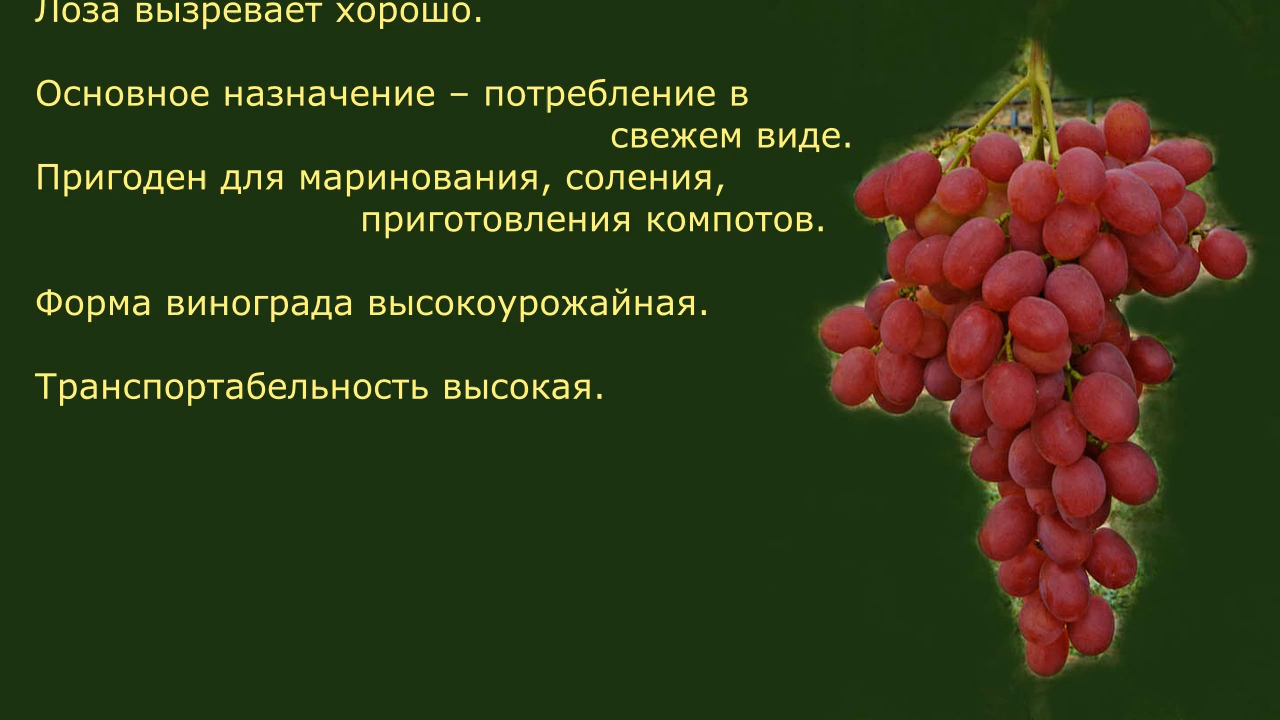 Лоза вызревает хорошо.
Основное назначение – потребление в
свежем виде.
Пригоден для маринования, соления,
приготовления компотов.
Форма винограда высокоурожайная.
Транспортабельность высокая.